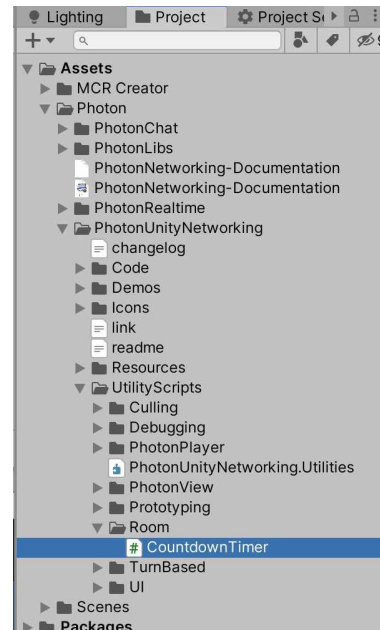 Lighting Project Project S
Assets
MCR Creator
Photon
PhotonChat
PhotonLibs
PhotonNetworking-Documentation
PhotonNetworking-Documentation
PhotonRealtime
PhotonUnityNetworking
changelog
Code
Demos
Icons
link
readme
Resources
UtilityScripts
Culling
Debugging
PhotonPlayer
PhotonUnityNetworking.Utilities
PhotonView
Prototyping
Room
CountdownTimer
TurnBased
UI
Scenes
Packages